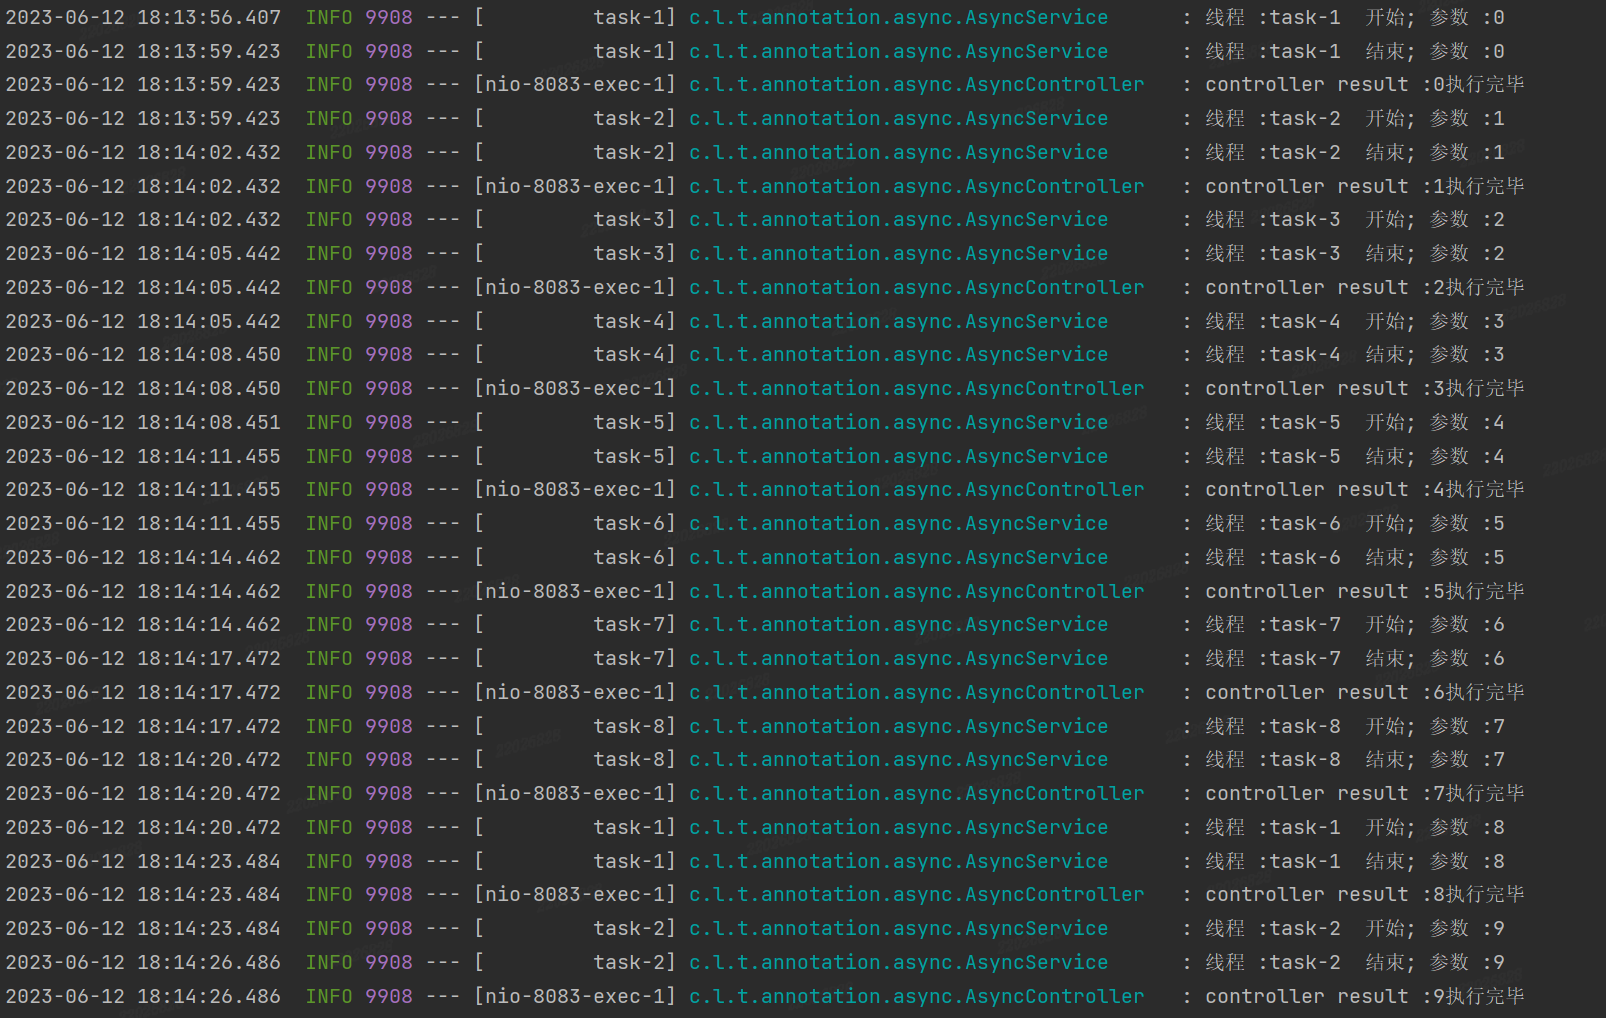 2023-06-12 18:13:56.407  INFO 9908 --- [         task-1] c.l.t.annotation.async.AsyncService      : 线程 :task-1  开始; 参数 :0
2023-06-12 18:13:59.423  INFO 9908 --- [         task-1] c.l.t.annotation.async.AsyncService      : 线程 :task-1  结束; 参数 :0
2023-06-12 18:13:59.423  INFO 9908 --- [nio-8083-exec-1] c.l.t.annotation.async.AsyncController   : controller result :0执行完毕
2023-06-12 18:13:59.423  INFO 9908 --- [         task-2] c.l.t.annotation.async.AsyncService      : 线程 :task-2  开始; 参数 :1
2023-06-12 18:14:02.432  INFO 9908 --- [         task-2] c.l.t.annotation.async.AsyncService      : 线程 :task-2  结束; 参数 :1
2023-06-12 18:14:02.432  INFO 9908 --- [nio-8083-exec-1] c.l.t.annotation.async.AsyncController   : controller result :1执行完毕
2023-06-12 18:14:02.432  INFO 9908 --- [         task-3] c.l.t.annotation.async.AsyncService      : 线程 :task-3  开始; 参数 :2
2023-06-12 18:14:05.442  INFO 9908 --- [         task-3] c.l.t.annotation.async.AsyncService      : 线程 :task-3  结束; 参数 :2
2023-06-12 18:14:05.442  INFO 9908 --- [nio-8083-exec-1] c.l.t.annotation.async.AsyncController   : controller result :2执行完毕
2023-06-12 18:14:05.442  INFO 9908 --- [         task-4] c.l.t.annotation.async.AsyncService      : 线程 :task-4  开始; 参数 :3
2023-06-12 18:14:08.450  INFO 9908 --- [         task-4] c.l.t.annotation.async.AsyncService      : 线程 :task-4  结束; 参数 :3
2023-06-12 18:14:08.450  INFO 9908 --- [nio-8083-exec-1] c.l.t.annotation.async.AsyncController   : controller result :3执行完毕
2023-06-12 18:14:08.451  INFO 9908 --- [         task-5] c.l.t.annotation.async.AsyncService      : 线程 :task-5  开始; 参数 :4
2023-06-12 18:14:11.455  INFO 9908 --- [         task-5] c.l.t.annotation.async.AsyncService      : 线程 :task-5  结束; 参数 :4
2023-06-12 18:14:11.455  INFO 9908 --- [nio-8083-exec-1] c.l.t.annotation.async.AsyncController   : controller result :4执行完毕
2023-06-12 18:14:11.455  INFO 9908 --- [         task-6] c.l.t.annotation.async.AsyncService      : 线程 :task-6  开始; 参数 :5
2023-06-12 18:14:14.462  INFO 9908 --- [         task-6] c.l.t.annotation.async.AsyncService      : 线程 :task-6  结束; 参数 :5
2023-06-12 18:14:14.462  INFO 9908 --- [nio-8083-exec-1] c.l.t.annotation.async.AsyncController   : controller result :5执行完毕
2023-06-12 18:14:14.462  INFO 9908 --- [         task-7] c.l.t.annotation.async.AsyncService      : 线程 :task-7  开始; 参数 :6
2023-06-12 18:14:17.472  INFO 9908 --- [         task-7] c.l.t.annotation.async.AsyncService      : 线程 :task-7  结束; 参数 :6
2023-06-12 18:14:17.472  INFO 9908 --- [nio-8083-exec-1] c.l.t.annotation.async.AsyncController   : controller result :6执行完毕
2023-06-12 18:14:17.472  INFO 9908 --- [         task-8] c.l.t.annotation.async.AsyncService      : 线程 :task-8  开始; 参数 :7
2023-06-12 18:14:20.472  INFO 9908 --- [         task-8] c.l.t.annotation.async.AsyncService      : 线程 :task-8  结束; 参数 :7
2023-06-12 18:14:20.472  INFO 9908 --- [nio-8083-exec-1] c.l.t.annotation.async.AsyncController   : controller result :7执行完毕
2023-06-12 18:14:20.472  INFO 9908 --- [         task-1] c.l.t.annotation.async.AsyncService      : 线程 :task-1  开始; 参数 :8
2023-06-12 18:14:23.484  INFO 9908 --- [         task-1] c.l.t.annotation.async.AsyncService      : 线程 :task-1  结束; 参数 :8
2023-06-12 18:14:23.484  INFO 9908 --- [nio-8083-exec-1] c.l.t.annotation.async.AsyncController   : controller result :8执行完毕
2023-06-12 18:14:23.484  INFO 9908 --- [         task-2] c.l.t.annotation.async.AsyncService      : 线程 :task-2  开始; 参数 :9
2023-06-12 18:14:26.486  INFO 9908 --- [         task-2] c.l.t.annotation.async.AsyncService      : 线程 :task-2  结束; 参数 :9
2023-06-12 18:14:26.486  INFO 9908 --- [nio-8083-exec-1] c.l.t.annotation.async.AsyncController   : controller result :9执行完毕